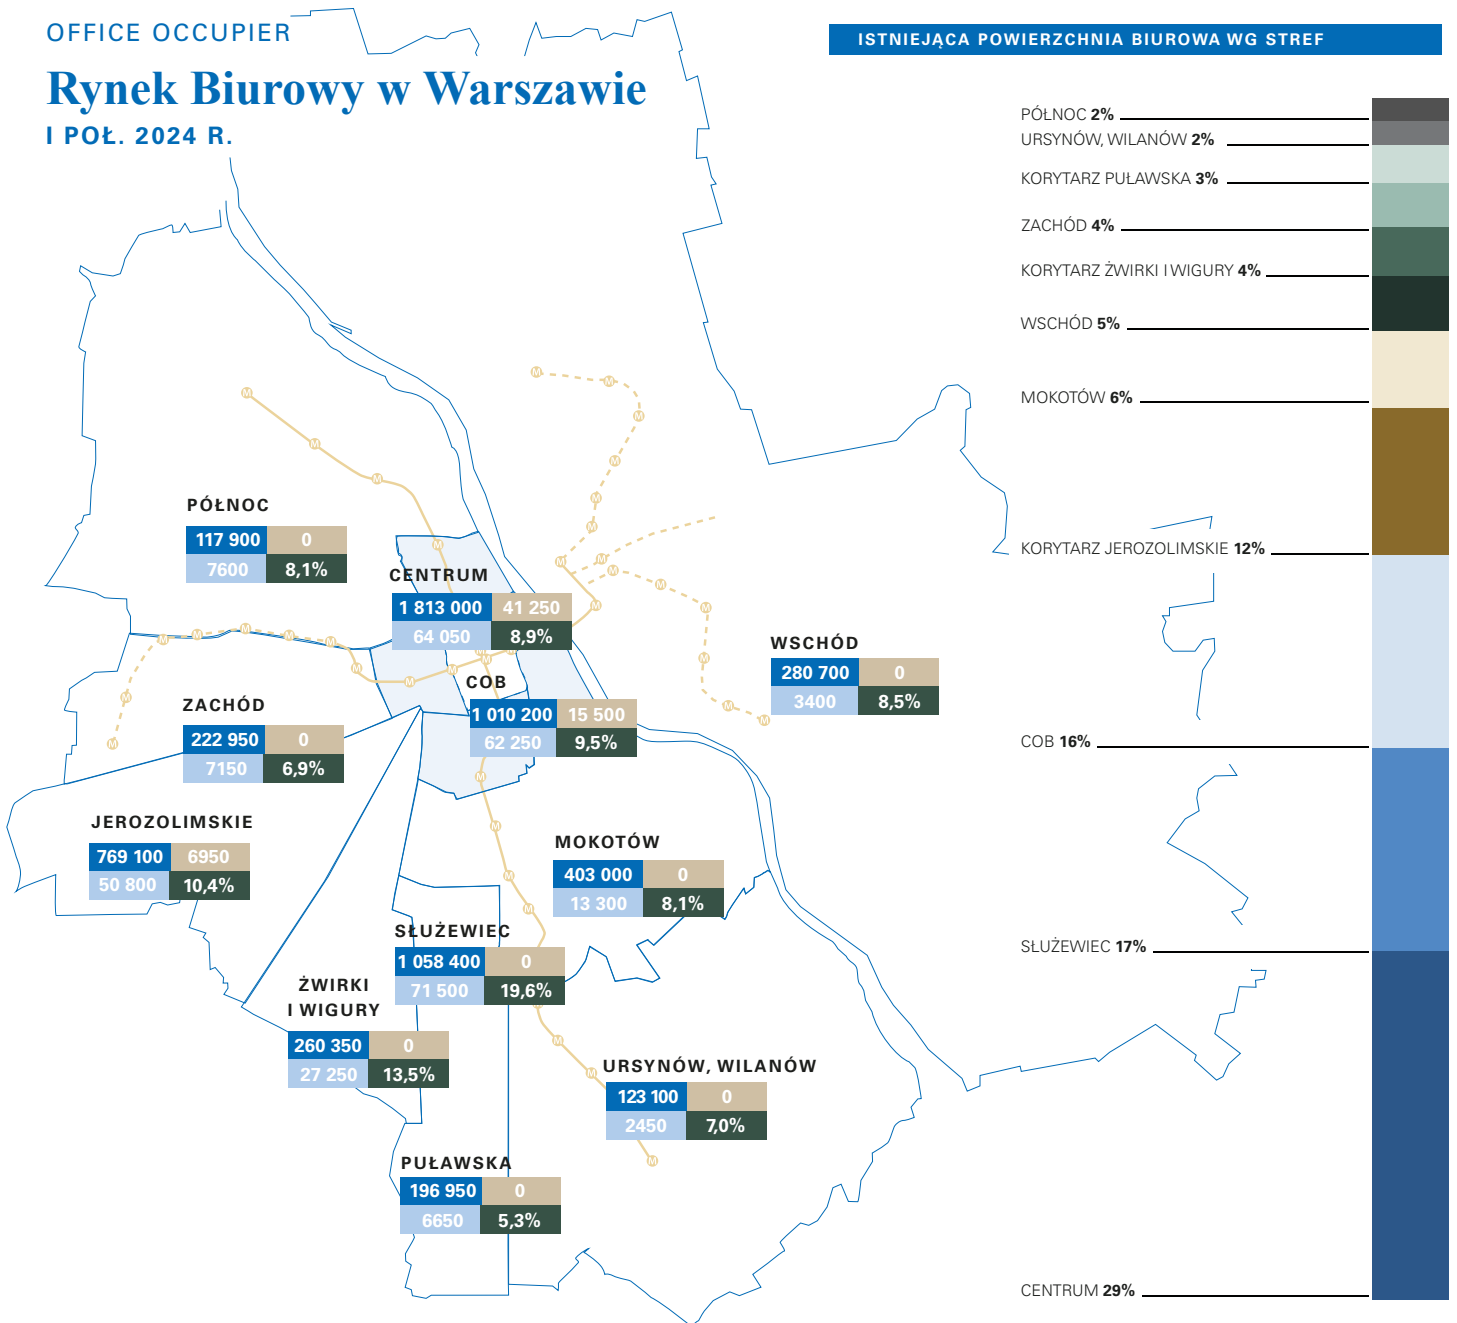 OFFICE OCCUPIER
Rynek Biurowy w Warszawie
I POŁ. 2024 R.
ISTNIEJĄCA POWIERZCHNIA BIUROWA WG STREF
PÓŁNOC 2%
URSYNÓW, WILANÓW 2%
KORYTARZ PUŁAWSKA 3%
ZACHÓD 4%
KORYTARZ ŻWIRKI I WIGURY 4%
WSCHÓD 5%
MOKOTÓW 6%
KORYTARZ JEROZOLIMSKIE 12%
COB 16%
SŁUŻEWIEC 17%
CENTRUM 29%
PÓŁNOC
117 900 0
7600 8,1%
CENTRUM
1 813 000 41 250
64 050 8,9%
WSCHÓD
280 700 0
3400 8,5%
COB
1 010 200 15 500
62 250 9,5%
ZACHÓD
222 950 0
7150 6,9%
JEROZOLIMSKIE
769 100 6950
50 800 10,4%
MOKOTÓW
403 000 0
13 300 8,1%
SŁUŻEWIEC
1 058 400 0
71 500 19,6%
ŻWIRKI
I WIGURY
260 350 0
27 250 13,5%
URSYNÓW, WILANÓW
123 100 0
2450 7,0%
PUŁAWSKA
196 950 0
6650 5,3%